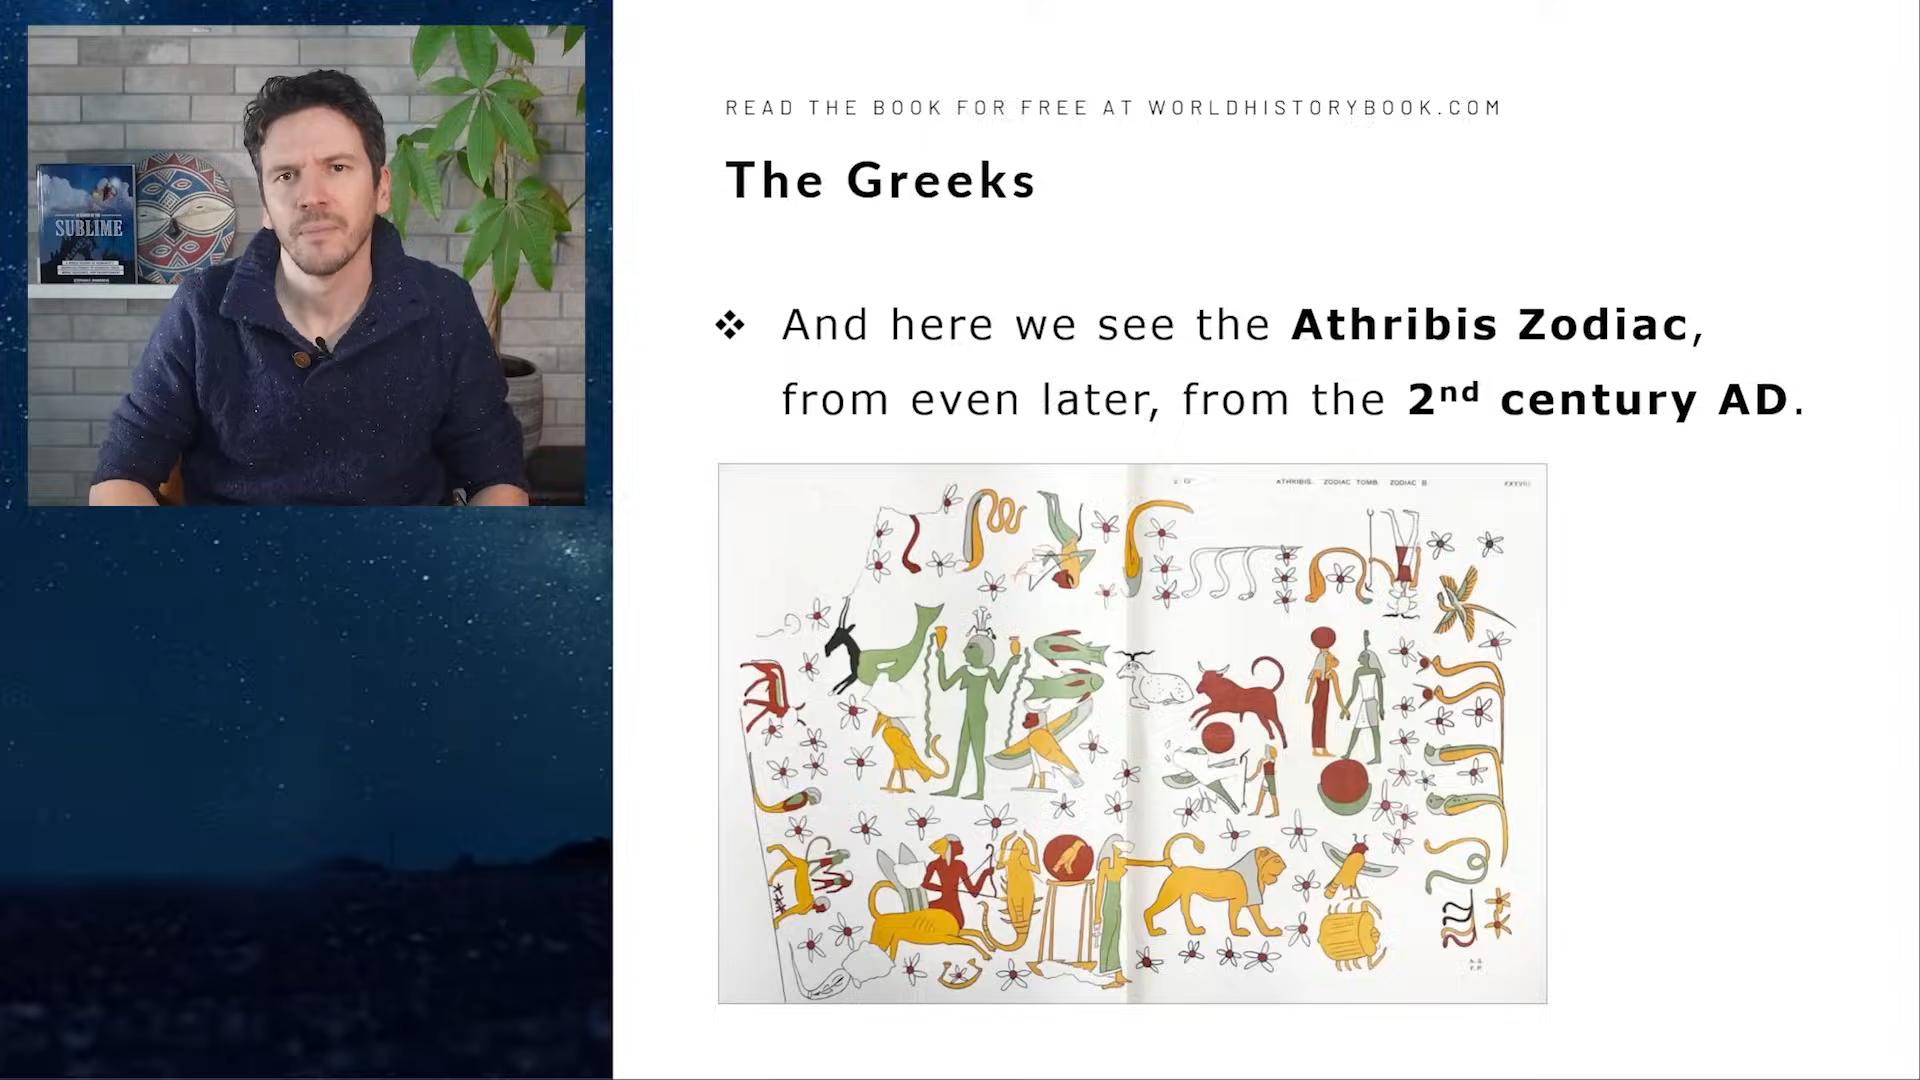 READ THE BOOK FOR FREE AT WORLDHISTORYBOOK.COM
The Greeks
❖ And here we see the Athribis Zodiac,
from even later, from the 2nd century AD.
ATHRIBIS. ZODIAC TOMB. ZODIAC B.
SUBLIME